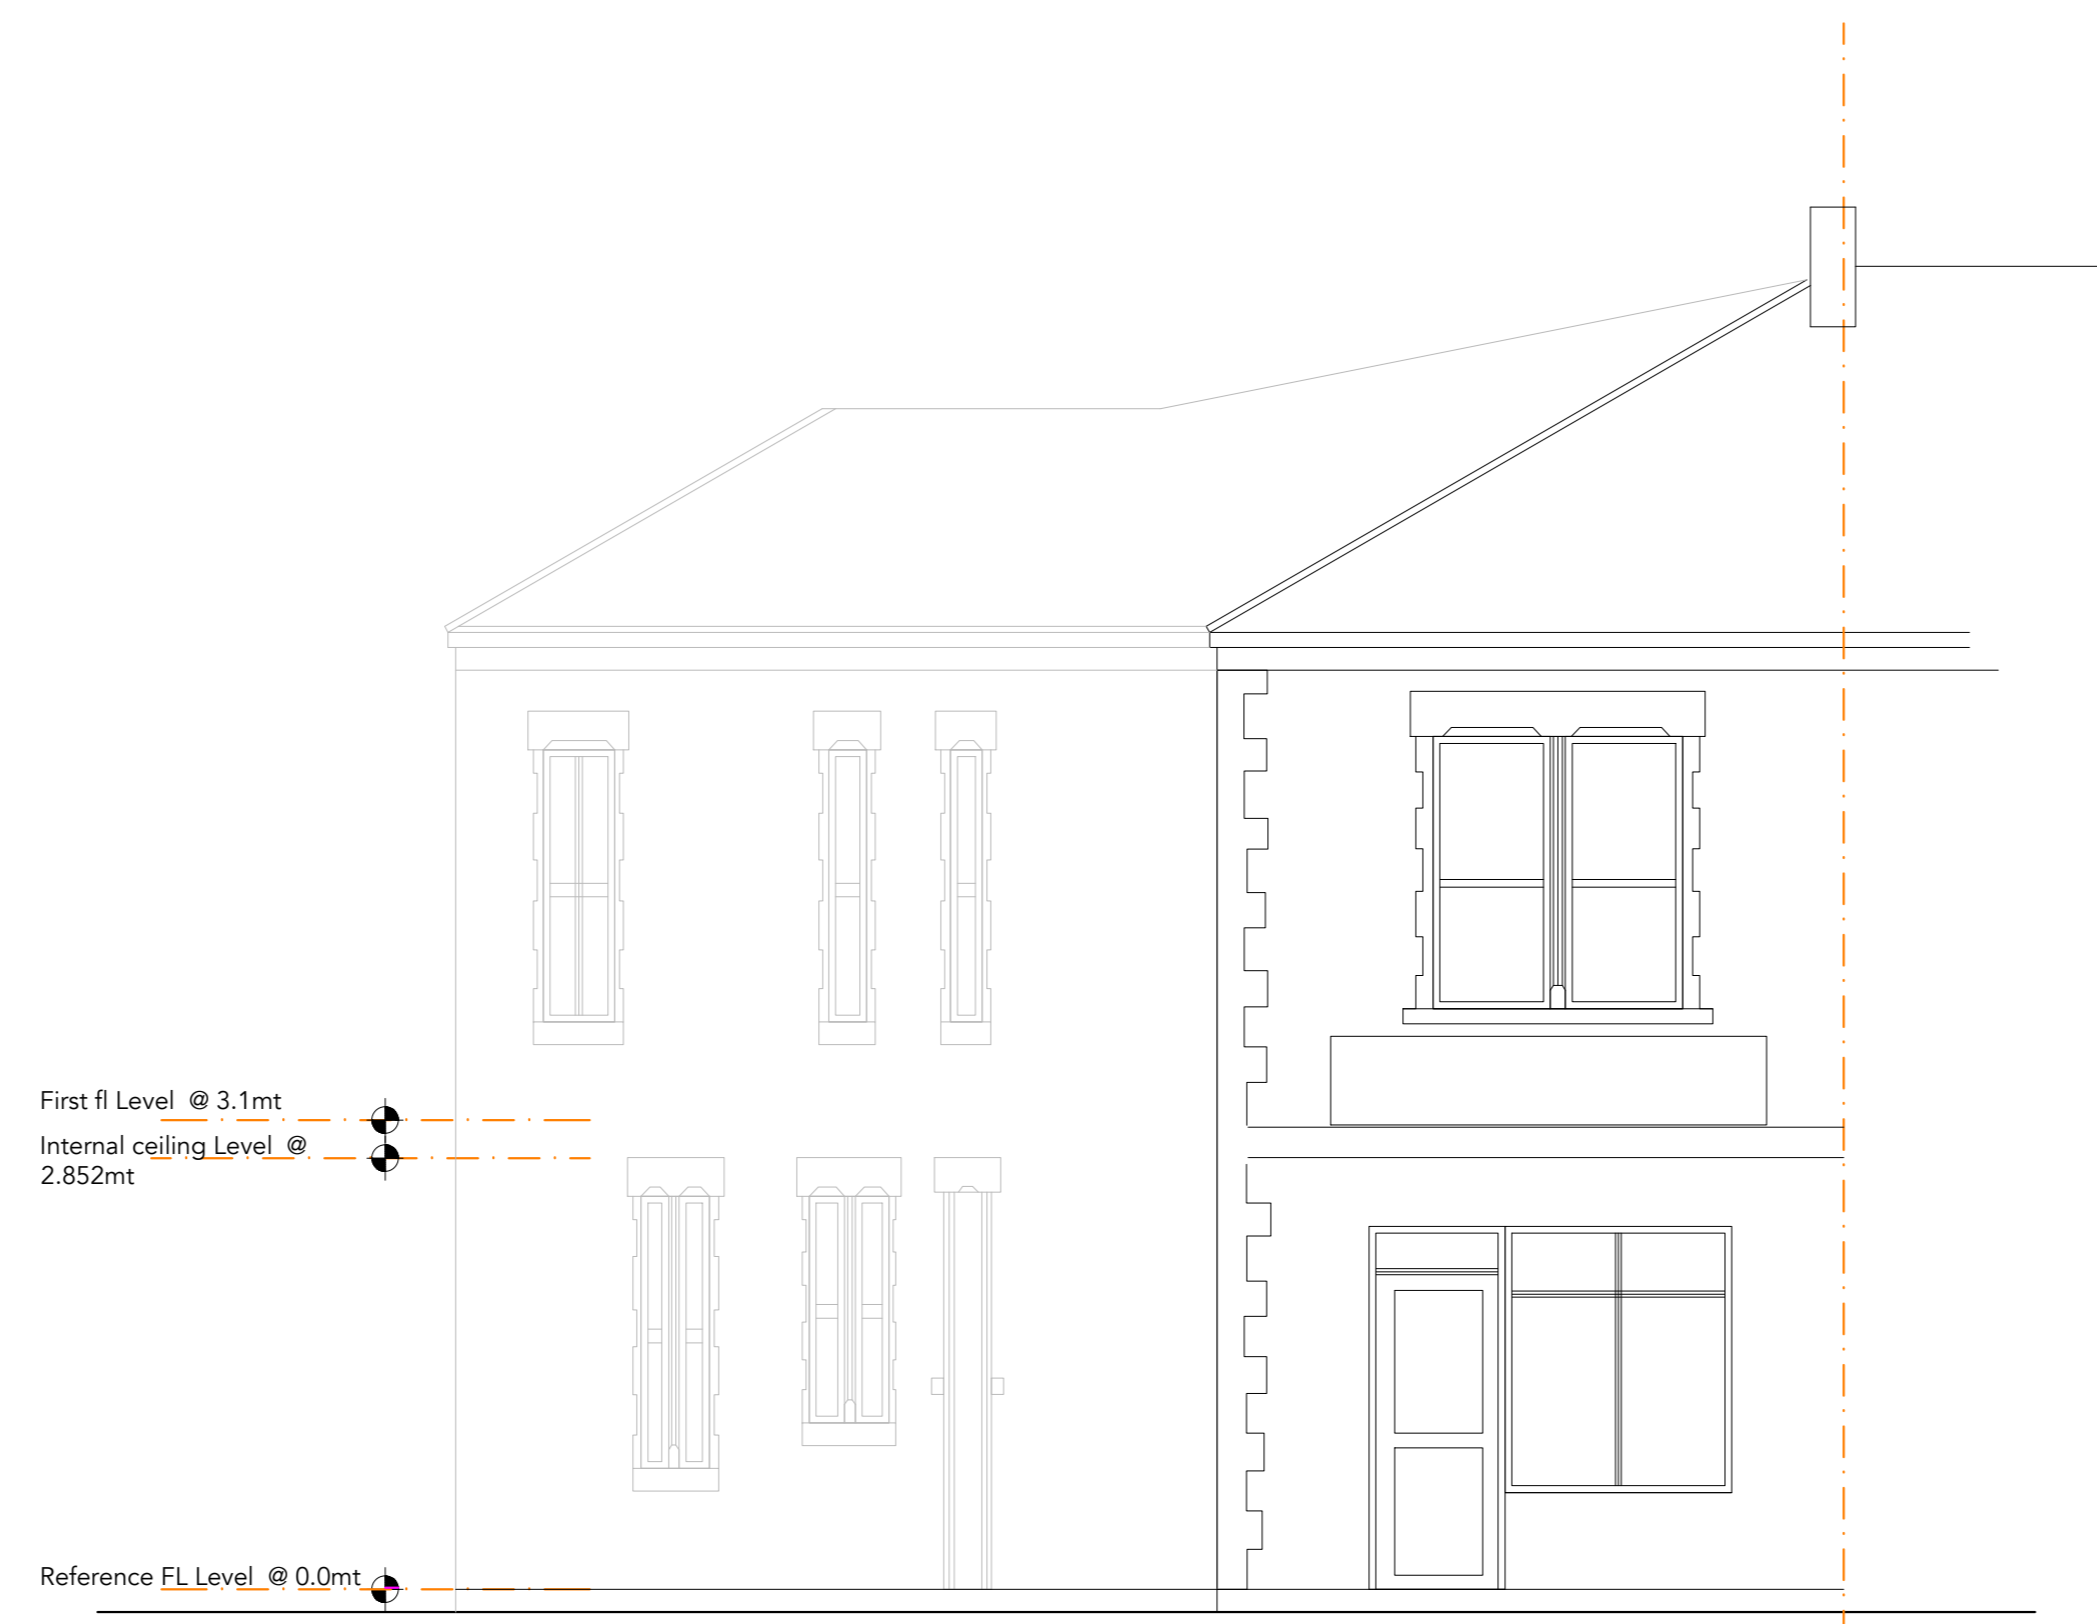 First fl Level @ 3.1mt
Internal ceiling Level @
2.852mt
Reference FL Level @ 0.0mt